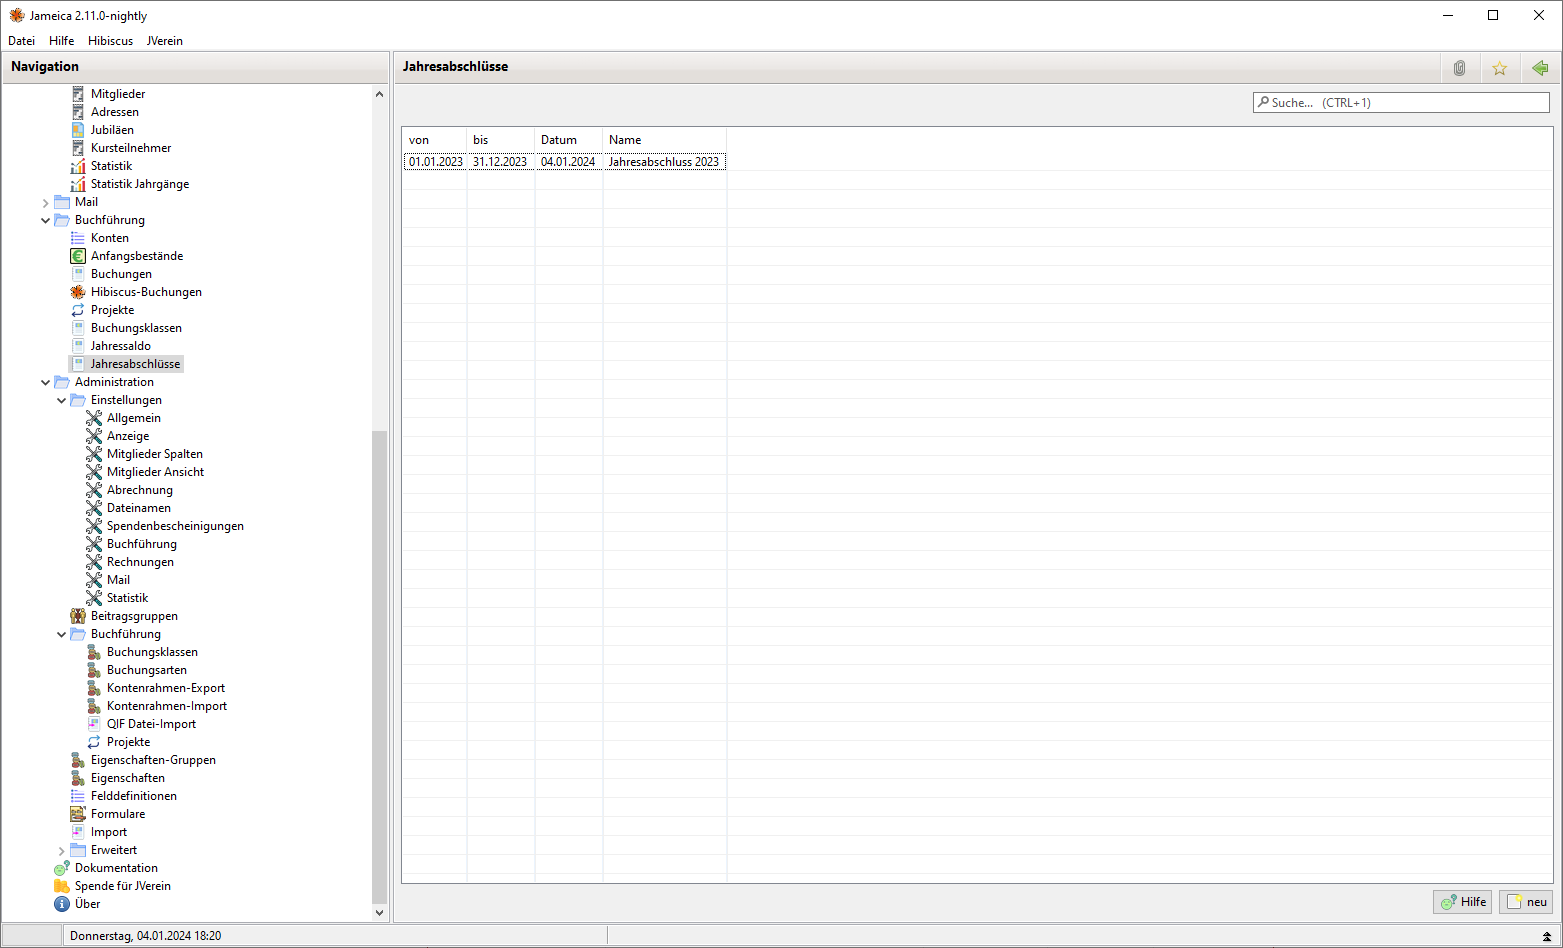 Jameica 2.11.0-nightly
Datei Hilfe Hibiscus JVerein
Navigation
Mitglieder
Adressen
Jubiläen
Kursteilnehmer
Statistik
Statistik Jahrgänge
Mail
Buchführung
Konten
Anfangsbestände
Buchungen
Hibiscus-Buchungen
Projekte
Buchungsklassen
Jahressaldo
Jahresabschlüsse
Administration
Einstellungen
Allgemein
Anzeige
Mitglieder Spalten
Mitglieder Ansicht
Abrechnung
Dateinamen
Spendenbescheinigungen
Buchführung
Rechnungen
Mail
Statistik
Beitragsgruppen
Buchführung
Buchungsklassen
Buchungsarten
Kontenrahmen-Export
Kontenrahmen-Import
QIF Datei-Import
Projekte
Eigenschaften-Gruppen
Eigenschaften
Felddefinitionen
Formulare
Import
Erweitert
Dokumentation
Spende für JVerein
Über
Jahresabschlüsse
Suche... (CTRL+1)
von bis Datum Name
01.01.2023 31.12.2023 04.01.2024 Jahresabschluss 2023
Hilfe neu
Donnerstag, 04.01.2024 18:20